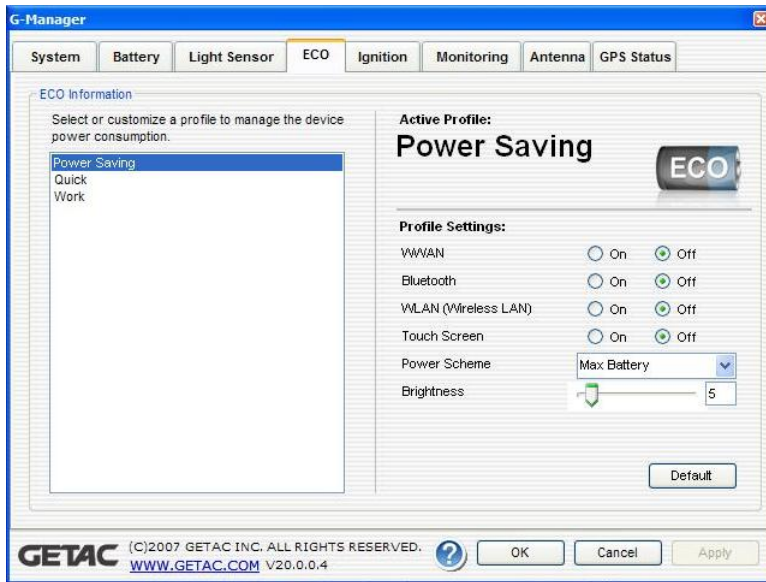 G-Manager
System Battery Light Sensor ECO Ignition Monitoring Antenna GPS Status
ECO Information
Select or customize a profile to manage the device
power consumption.
Power Saving
Quick
Work
Active Profile:
Power Saving
ECO
Profile Settings:
WWAN On Off
Bluetooth On Off
WLAN (Wireless LAN) On Off
Touch Screen On Off
Power Scheme Max Battery
Brightness 5
Default
GETAC (C)2007 GETAC INC. ALL RIGHTS RESERVED.
WWW.GETAC.COM V20.0.0.4
? OK Cancel Apply